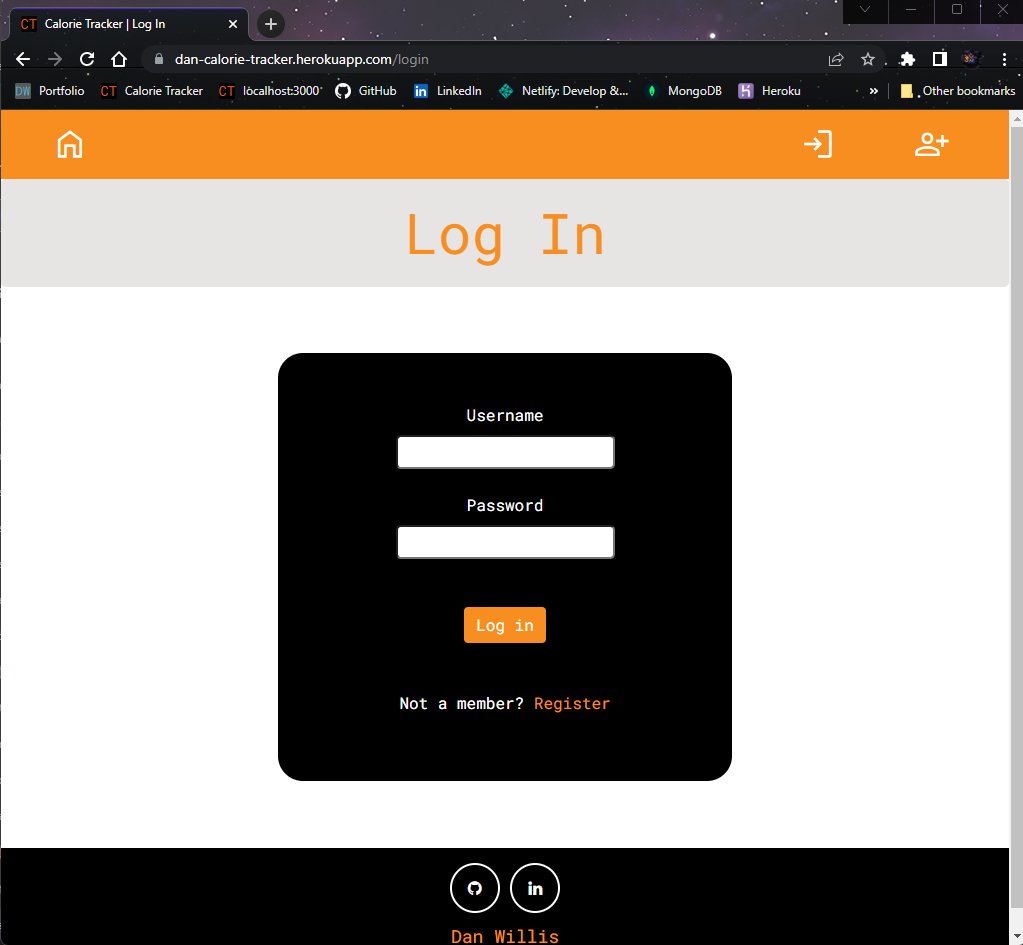 CT Calorie Tracker | Log In
dan-calorie-tracker.herokuapp.com/login
DW Portfolio CT Calorie Tracker CT localhost:3000 GitHub in LinkedIn Netlify: Develop &... MongoDB H Heroku » Other bookmarks
Log In
Username
Password
Log in
Not a member? Register
in
Dan Willis